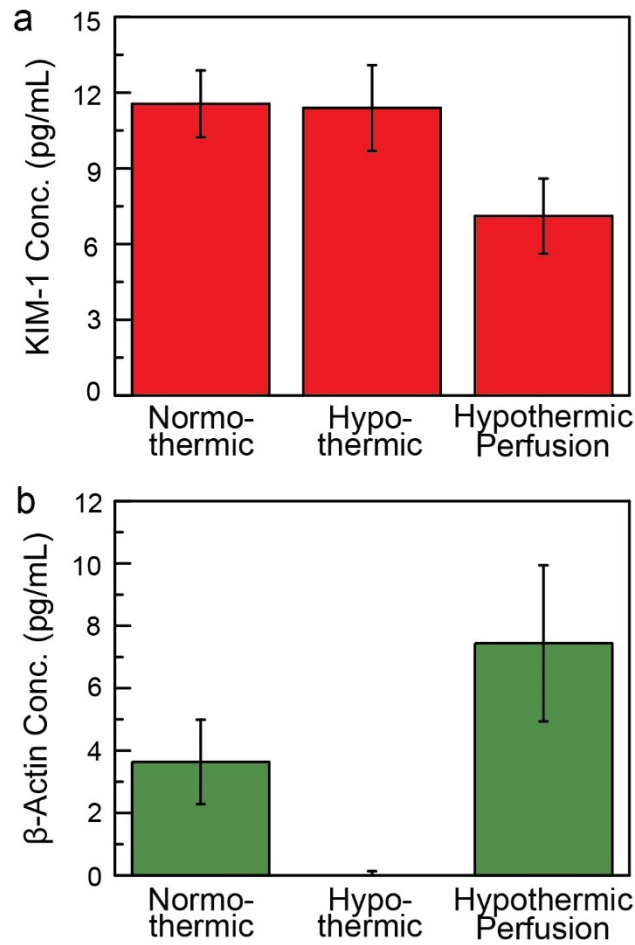 a
KIM-1 Conc. (pg/mL)
15
12
9
6
3
0
Normo-
thermic
Hypo-
thermic
Hypothermic
Perfusion
b
β-Actin Conc. (pg/mL)
12
10
8
6
4
2
0
Normo-
thermic
Hypo-
thermic
Hypothermic
Perfusion